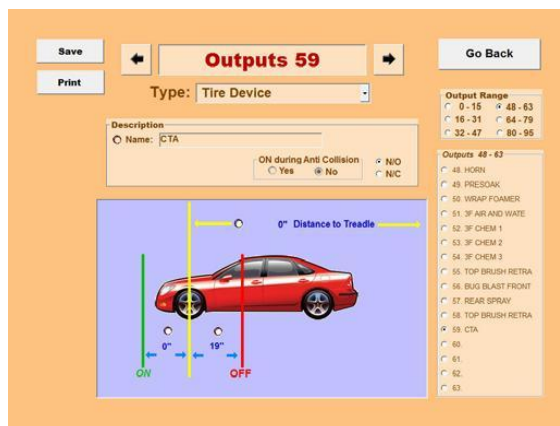 Save
Print
Outputs 59
Go Back
Type: Tire Device
Description
Name: CTA
ON during Anti Collision
Yes No
N/O
N/C
Output Range
0 - 15 48 - 63
16 - 31 64 - 79
32 - 47 80 - 95
Outputs 48 - 63
48. HORN
49. PRESOAK
50. WRAP FOAMER
51. 3F AIR AND WATE
52. 3F CHEM 1
53. 3F CHEM 2
54. 3F CHEM 3
55. TOP BRUSH RETRA
56. BUG BLAST FRONT
57. REAR SPRAY
58. TOP BRUSH RETRA
59. CTA
60.
61.
62.
63.
0" Distance to Treadle
0" 19"
ON OFF